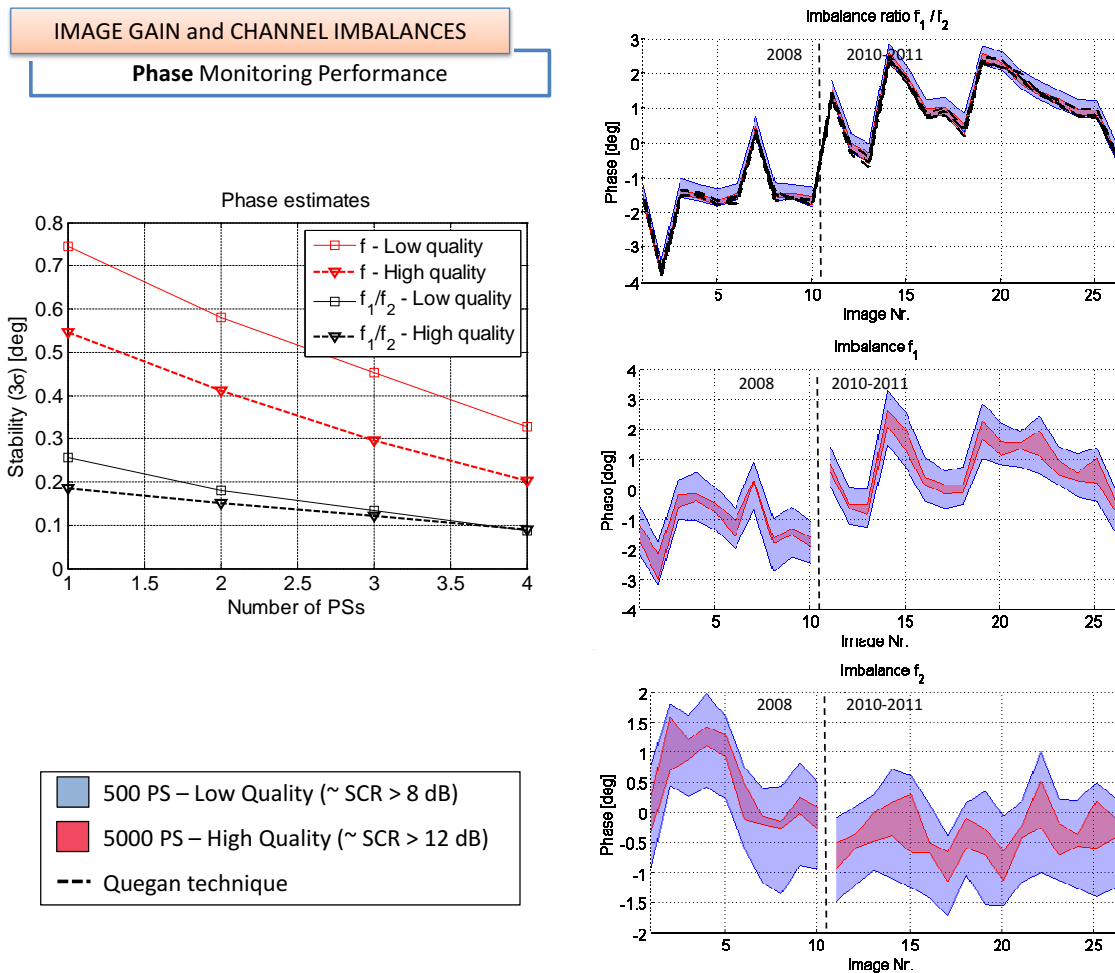 IMAGE GAIN and CHANNEL IMBALANCES
Phase Monitoring Performance
Phase estimates
Stability (3σ) [deg]
0.8
0.7
0.6
0.5
0.4
0.3
0.2
0.1
0
1 1.5 2 2.5 3 3.5 4
Number of PSs
f - Low quality
f - High quality
f1/f2 - Low quality
f1/f2 - High quality
500 PS – Low Quality (~ SCR > 8 dB)
5000 PS – High Quality (~ SCR > 12 dB)
Quegan technique
Imbalance ratio f1 / f2
2008 2010-2011
Phase [deg]
3
2
1
0
-1
-2
-3
-4
5 10 15 20 25
Image Nr.
Imbalance f1
2008 2010-2011
Phase [deg]
4
3
2
1
0
-1
-2
-3
-4
5 10 15 20 25
Image Nr.
Imbalance f2
2008 2010-2011
Phase [deg]
2
1.5
1
0.5
0
-0.5
-1
-1.5
-2
5 10 15 20 25
Image Nr.